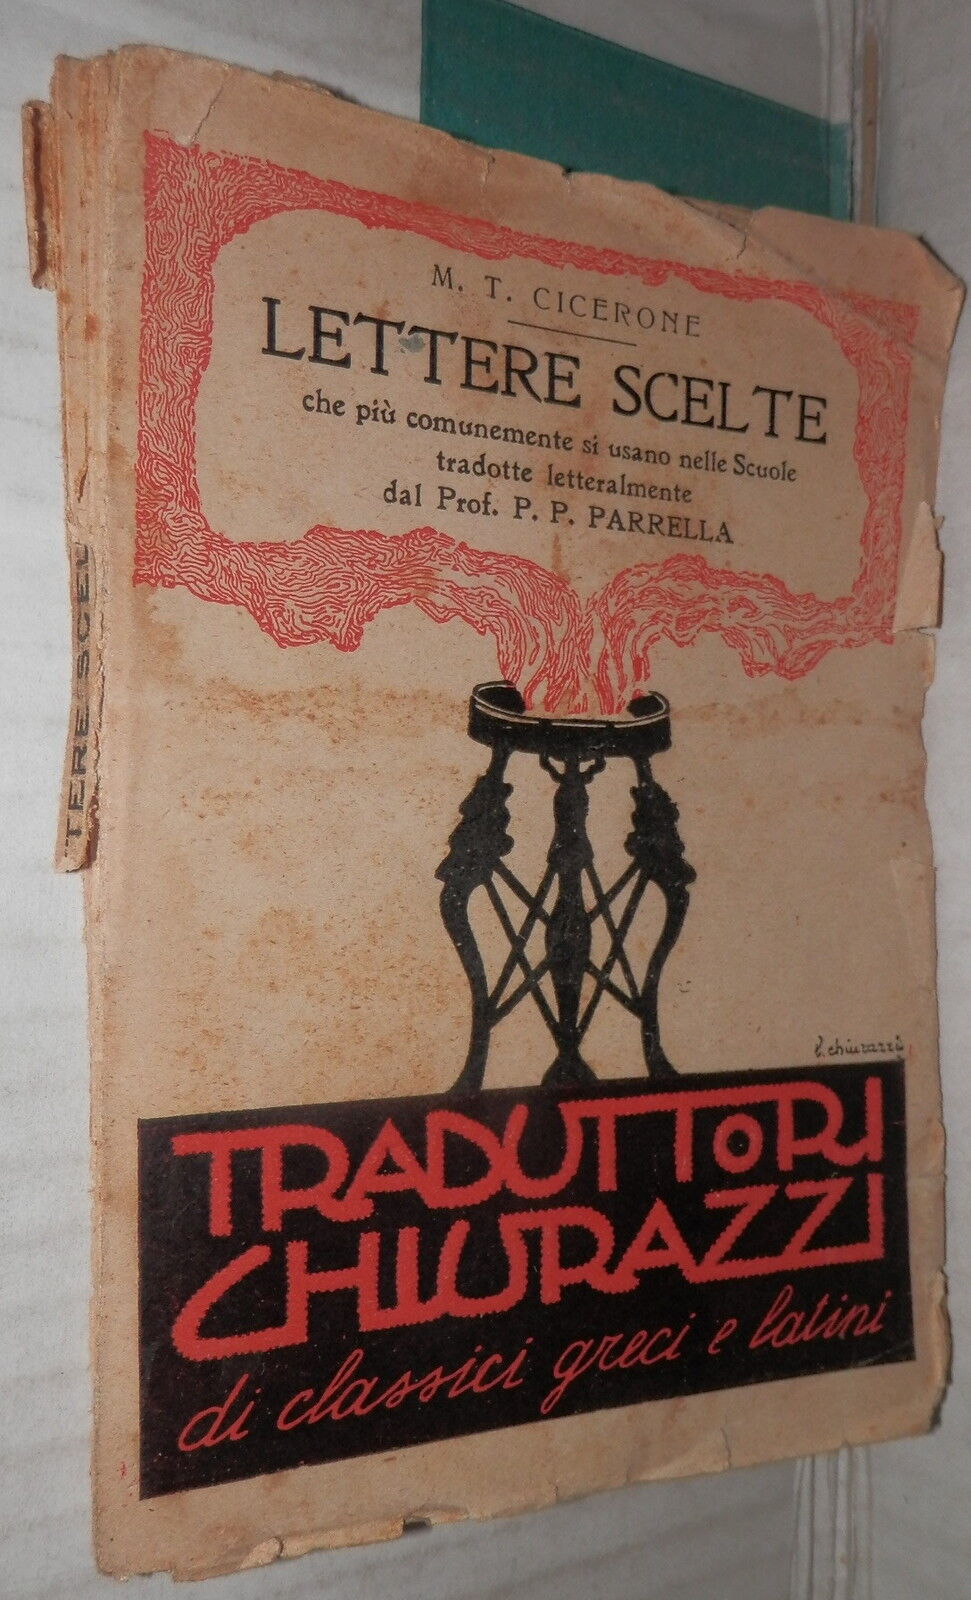 M. T. CICERONE
LETTERE SCELTE
che più comunemente si usano nelle Scuole
tradotte letteralmente
dal Prof. P. P. PARRELLA
chiurazzi
TRADUTTORI
CHIURAZZI
di classici greci e latini
TERE SCEL